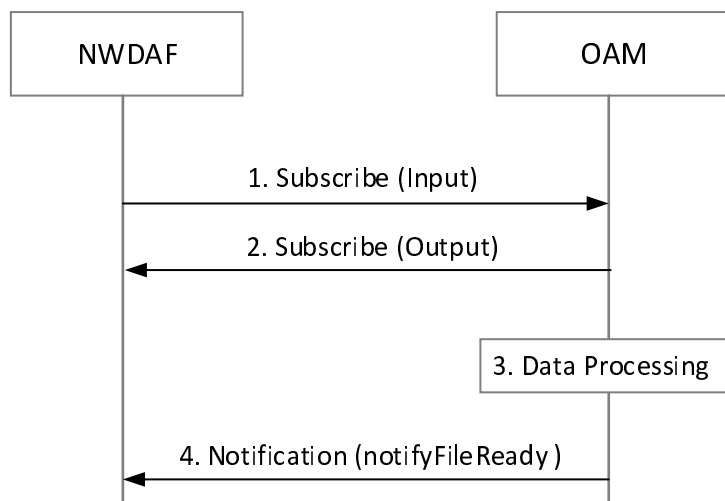 NWDAF
OAM
1. Subscribe (Input)
2. Subscribe (Output)
3. Data Processing
4. Notification (notifyFileReady)